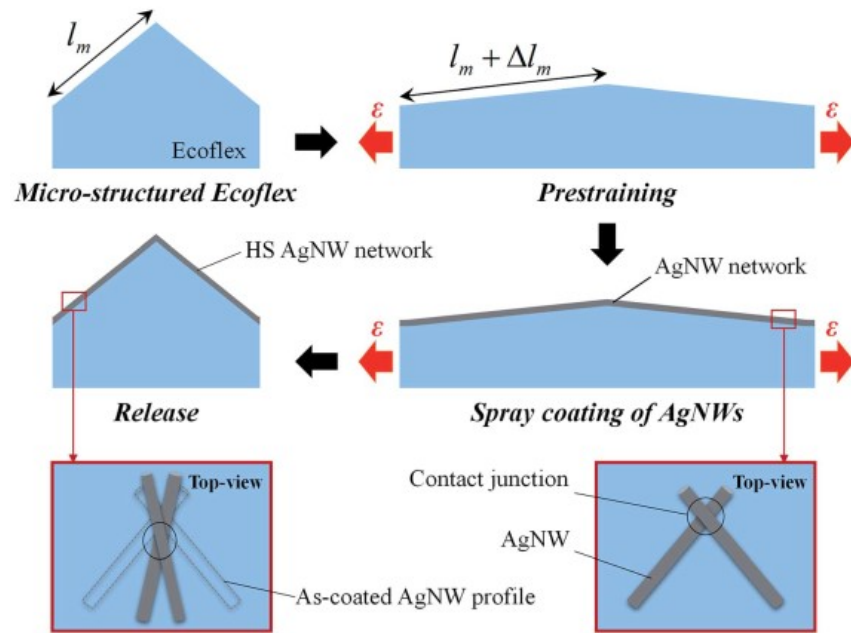 l_m
l_m + Δl_m
ε
ε
Ecoflex
Micro-structured Ecoflex
Prestraining
HS AgNW network
AgNW network
ε
ε
Release
Spray coating of AgNWs
Top-view
Contact junction
Top-view
AgNW
As-coated AgNW profile